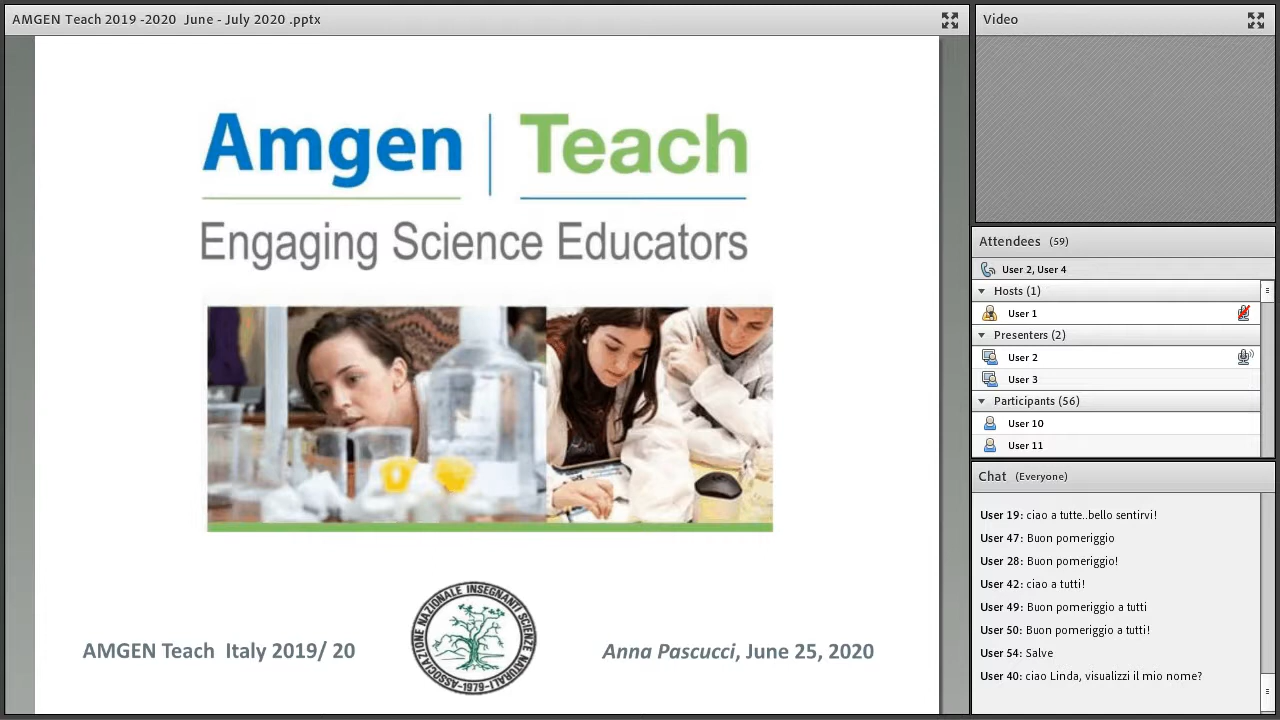 AMGEN Teach 2019 -2020  June - July 2020 .pptx
Amgen | Teach
Engaging Science Educators
AMGEN Teach  Italy 2019/ 20
ASSOCIAZIONE NAZIONALE INSEGNANTI SCIENZE NATURALI
-1979-
Anna Pascucci, June 25, 2020
Video
Attendees (59)
User 2, User 4
Hosts (1)
User 1
Presenters (2)
User 2
User 3
Participants (56)
User 10
User 11
Chat (Everyone)
User 19: ciao a tutte..bello sentirvi!
User 47: Buon pomeriggio
User 28: Buon pomeriggio!
User 42: ciao a tutti!
User 49: Buon pomeriggio a tutti
User 50: Buon pomeriggio a tutti!
User 54: Salve
User 40: ciao Linda, visualizzi il mio nome?